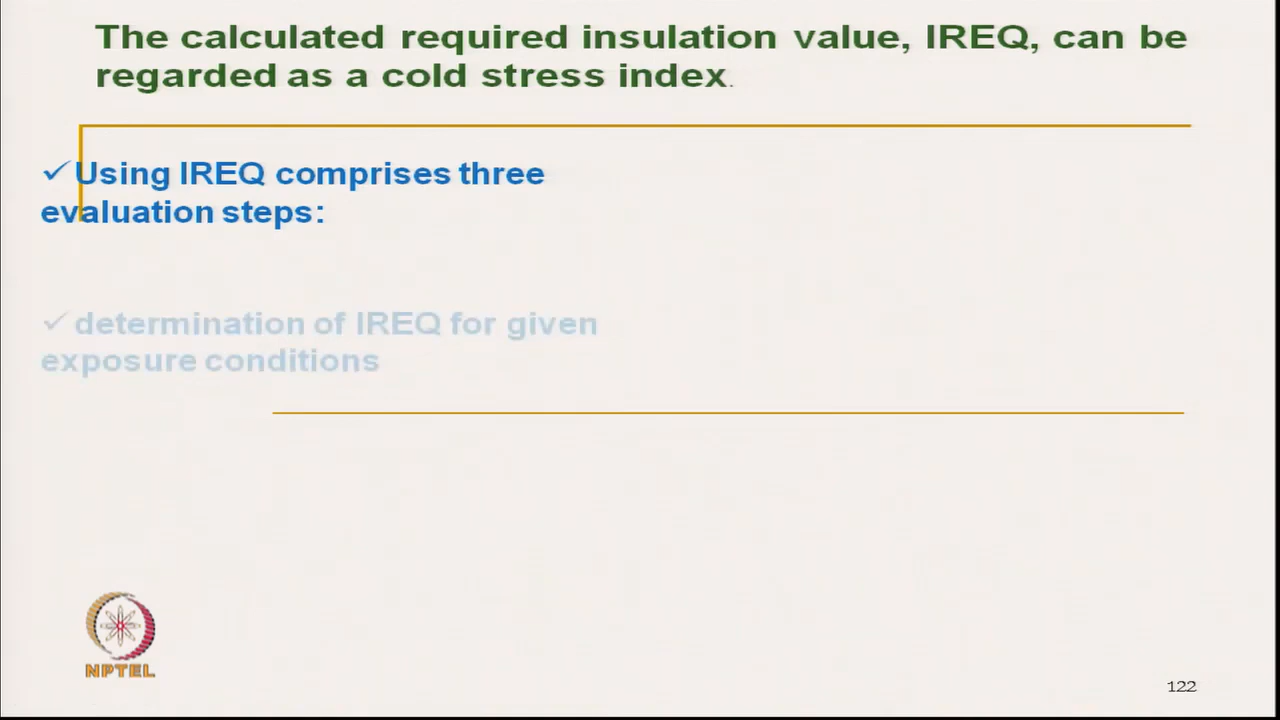 The calculated required insulation value, IREQ, can be
regarded as a cold stress index.
✓Using IREQ comprises three
evaluation steps:
✓determination of IREQ for given
exposure conditions
NPTEL
122